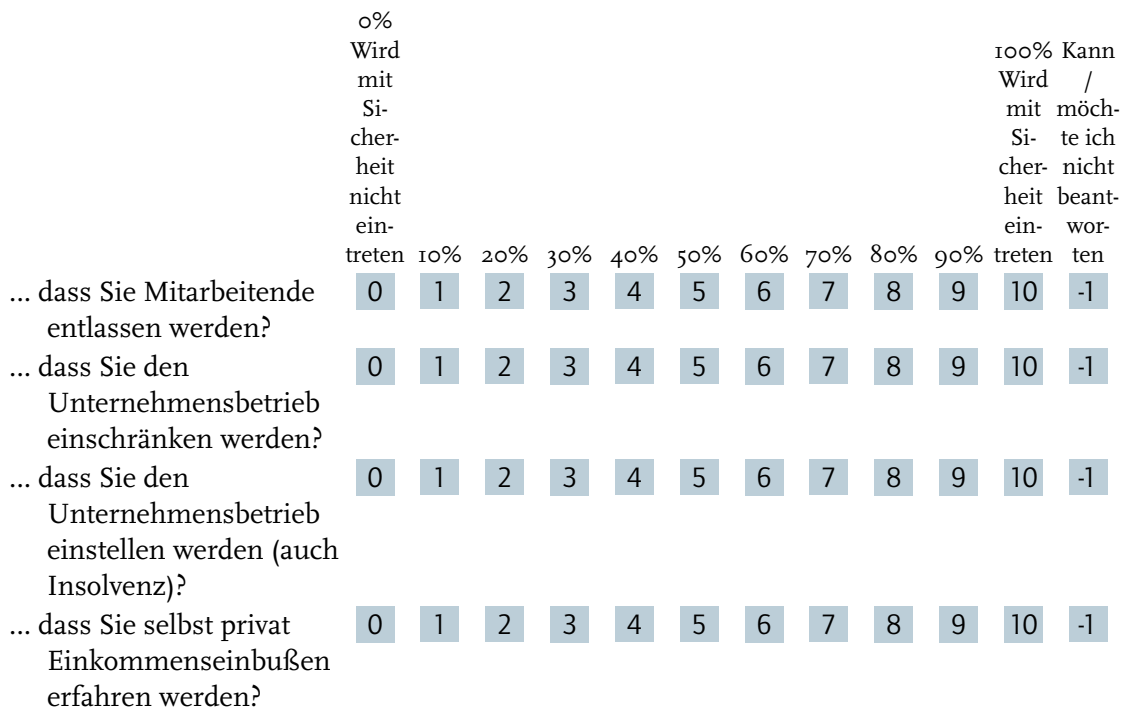 0%
Wird
mit
Si-
cher-
heit
nicht
ein-
treten 10% 20% 30% 40% 50% 60% 70% 80% 90%
100%
Wird
mit
Si-
cher-
heit
ein-
treten
Kann
/
möch-
te ich
nicht
beant-
wor-
ten
... dass Sie Mitarbeitende 0 1 2 3 4 5 6 7 8 9 10 -1
entlassen werden?
... dass Sie den 0 1 2 3 4 5 6 7 8 9 10 -1
Unternehmensbetrieb
einschränken werden?
... dass Sie den 0 1 2 3 4 5 6 7 8 9 10 -1
Unternehmensbetrieb
einstellen werden (auch
Insolvenz)?
... dass Sie selbst privat 0 1 2 3 4 5 6 7 8 9 10 -1
Einkommenseinbußen
erfahren werden?